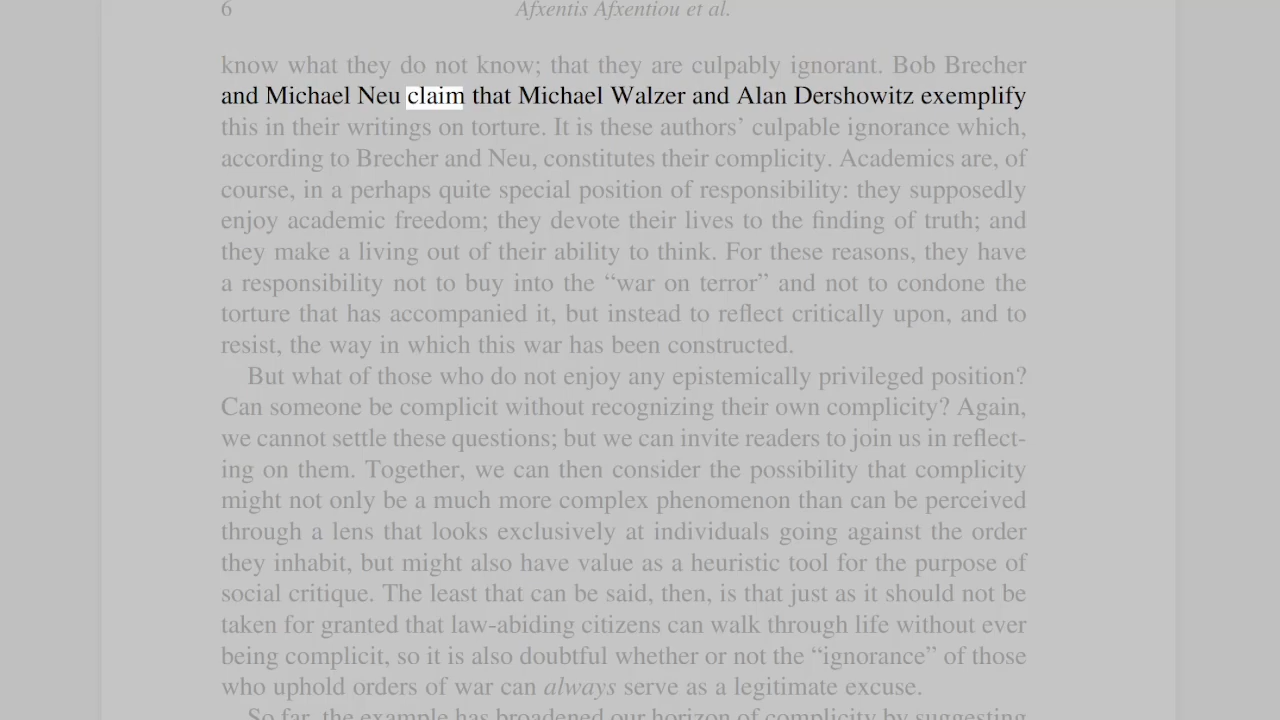 6 Afxentis Afxentiou et al.
know what they do not know; that they are culpably ignorant. Bob Brecher
and Michael Neu claim that Michael Walzer and Alan Dershowitz exemplify
this in their writings on torture. It is these authors’ culpable ignorance which,
according to Brecher and Neu, constitutes their complicity. Academics are, of
course, in a perhaps quite special position of responsibility: they supposedly
enjoy academic freedom; they devote their lives to the finding of truth; and
they make a living out of their ability to think. For these reasons, they have
a responsibility not to buy into the “war on terror” and not to condone the
torture that has accompanied it, but instead to reflect critically upon, and to
resist, the way in which this war has been constructed.
But what of those who do not enjoy any epistemically privileged position?
Can someone be complicit without recognizing their own complicity? Again,
we cannot settle these questions; but we can invite readers to join us in reflect-
ing on them. Together, we can then consider the possibility that complicity
might not only be a much more complex phenomenon than can be perceived
through a lens that looks exclusively at individuals going against the order
they inhabit, but might also have value as a heuristic tool for the purpose of
social critique. The least that can be said, then, is that just as it should not be
taken for granted that law-abiding citizens can walk through life without ever
being complicit, so it is also doubtful whether or not the “ignorance” of those
who uphold orders of war can always serve as a legitimate excuse.
So far, the example has broadened our horizon of complicity by suggesting